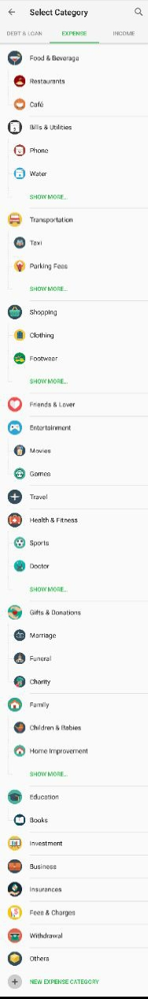 Select Category
DEBT & LOAN EXPENSE INCOME
Food & Beverage
Restaurants
Café
Bills & Utilities
Phone
Water
SHOW MORE...
Transportation
Taxi
Parking Fees
SHOW MORE...
Shopping
Clothing
Footwear
SHOW MORE...
Friends & Lover
Entertainment
Movies
Games
Travel
Health & Fitness
Sports
Doctor
SHOW MORE...
Gifts & Donations
Marriage
Funeral
Charity
Family
Children & Babies
Home Improvement
SHOW MORE...
Education
Books
Investment
Business
Insurances
Fees & Charges
Withdrawal
Others
NEW EXPENSE CATEGORY